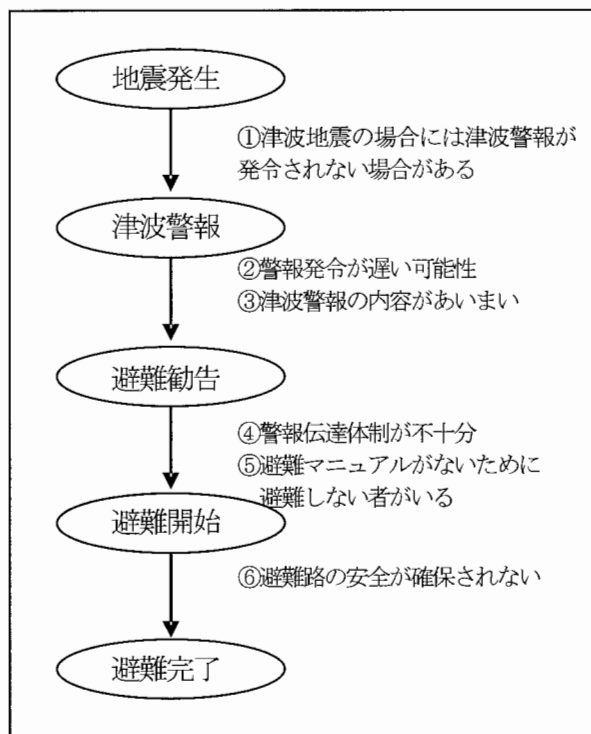 地震発生
①津波地震の場合には津波警報が
発令されない場合がある
津波警報
②警報発令が遅い可能性
③津波警報の内容があいまい
避難勧告
④警報伝達体制が不十分
⑤避難マニュアルがないために
避難しない者がいる
避難開始
⑥避難路の安全が確保されない
避難完了